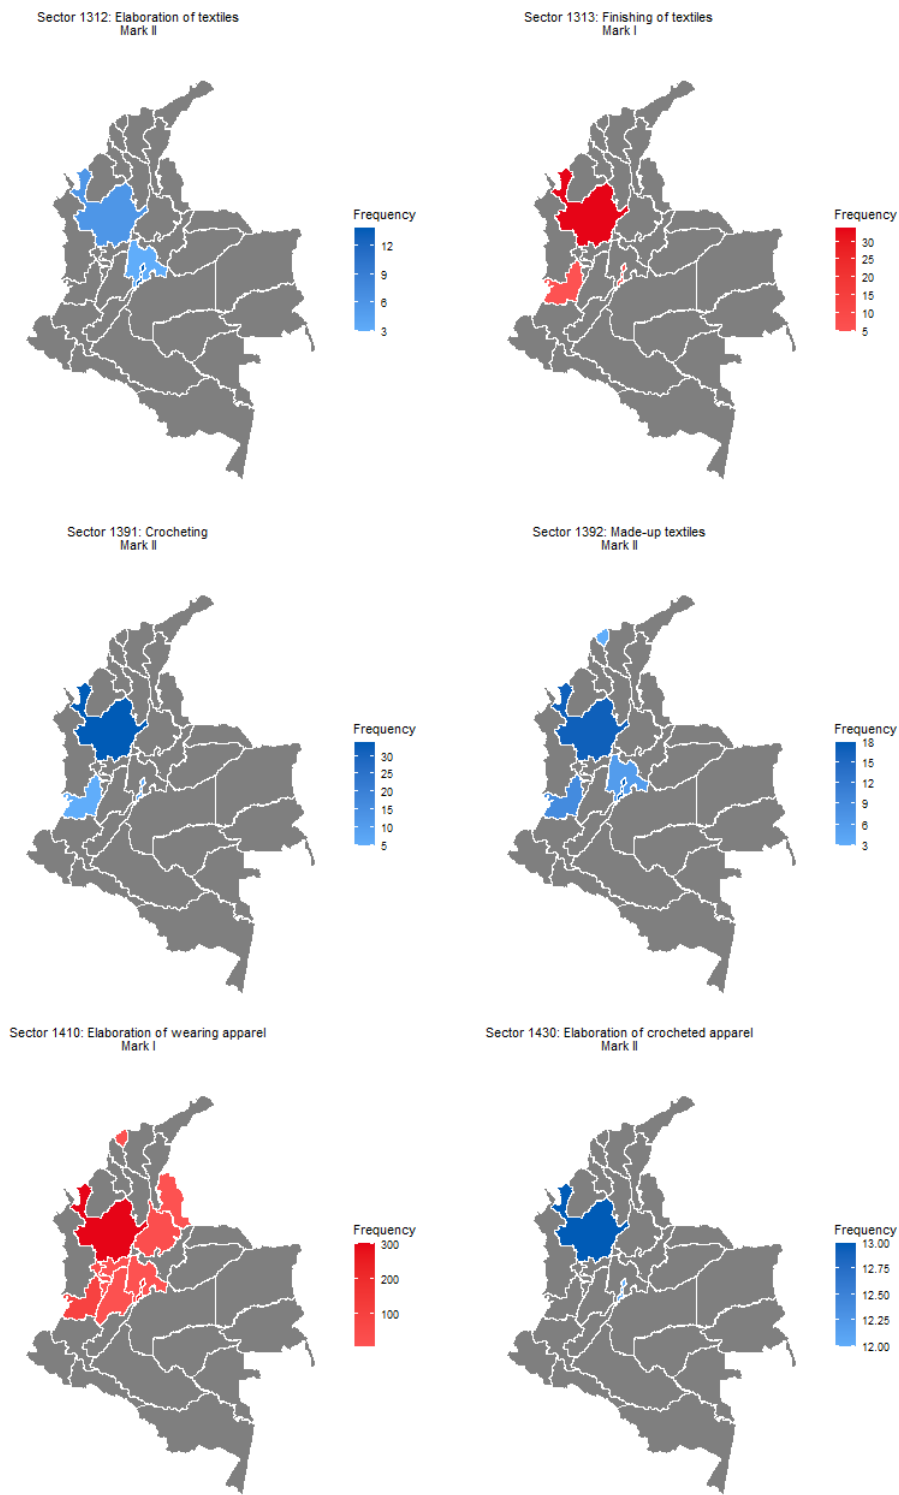 Sector 1312: Elaboration of textiles
Mark II
Frequency
12
9
6
3
Sector 1313: Finishing of textiles
Mark I
Frequency
30
25
20
15
10
5
Sector 1391: Crocheting
Mark II
Frequency
30
25
20
15
10
5
Sector 1392: Made-up textiles
Mark II
Frequency
18
15
12
9
6
3
Sector 1410: Elaboration of wearing apparel
Mark I
Frequency
300
200
100
Sector 1430: Elaboration of crocheted apparel
Mark II
Frequency
13.00
12.75
12.50
12.25
12.00